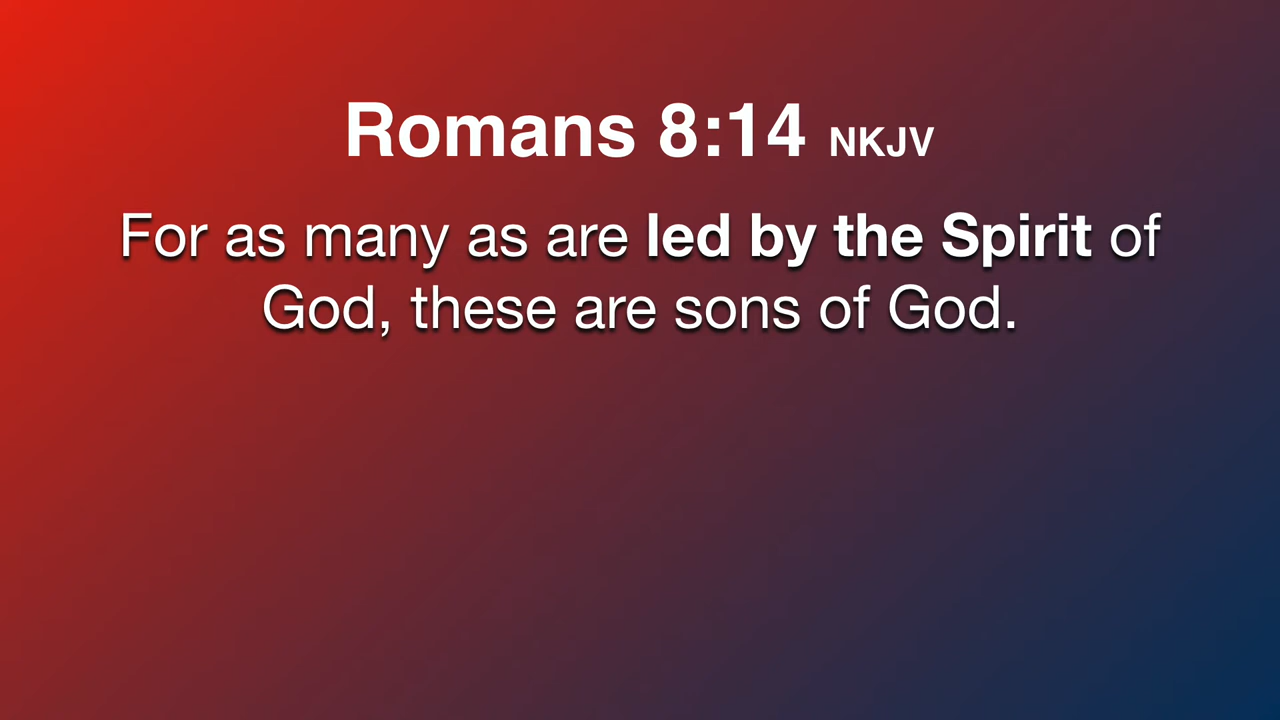 Romans 8:14 NKJV
For as many as are led by the Spirit of
God, these are sons of God.